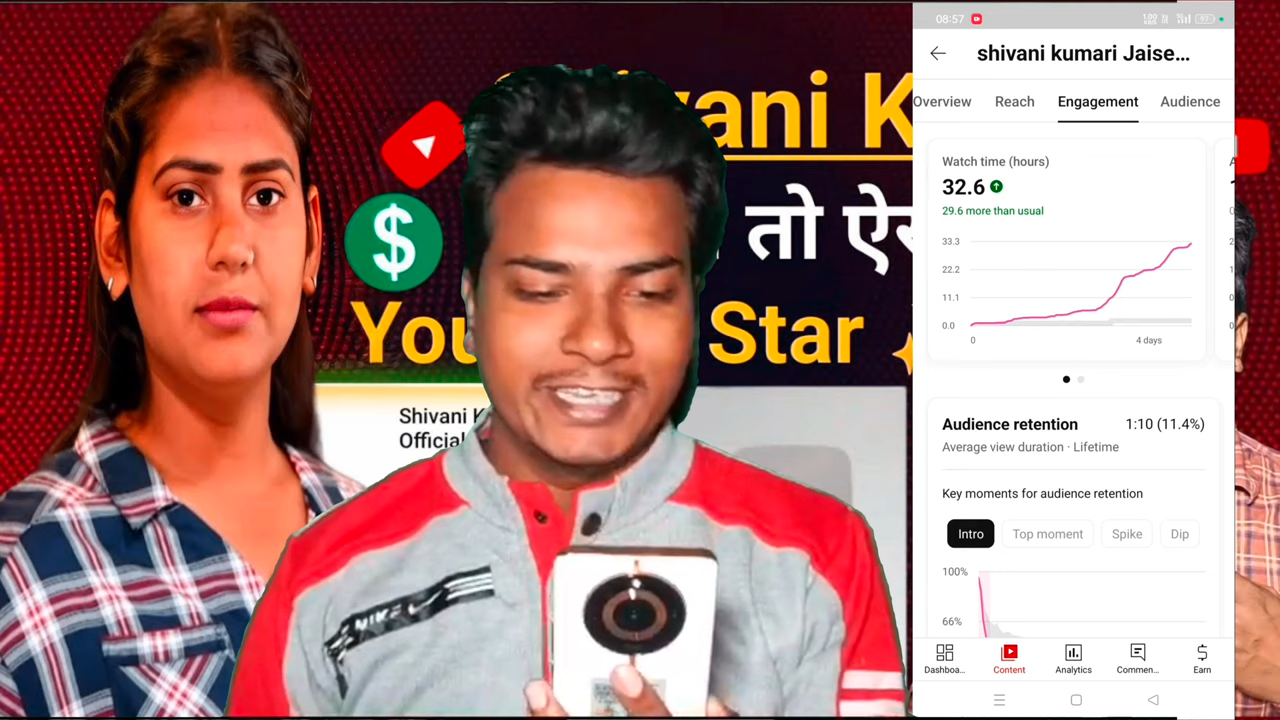 ani K
$
तो ऐ
You
Star
Shivani K
Official
NIKE
08:57
97
shivani kumari Jaise...
Overview
Reach
Engagement
Audience
Watch time (hours)
32.6
29.6 more than usual
33.3
22.2
11.1
0.0
0
4 days
Audience retention
1:10 (11.4%)
Average view duration · Lifetime
Key moments for audience retention
Intro
Top moment
Spike
Dip
100%
66%
Dashboa...
Content
Analytics
Commen...
Earn